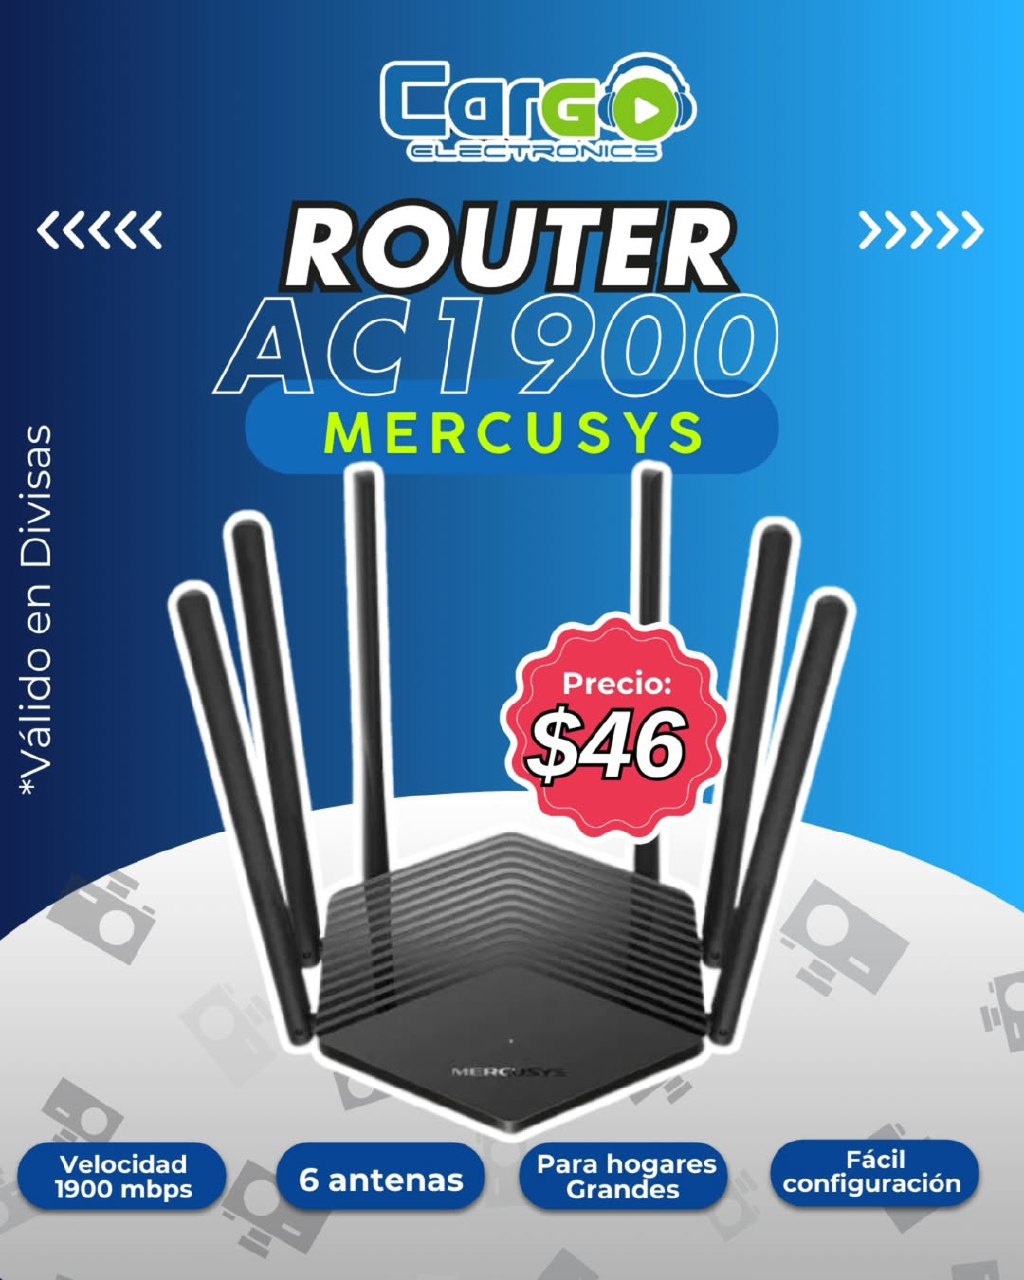 CarGO
ELECTRONICS
ROUTER
AC1900
MERCUSYS
*Válido en Divisas
Precio:
$46
MERCUSYS
Velocidad
1900 mbps
6 antenas
Para hogares
Grandes
Fácil
configuración